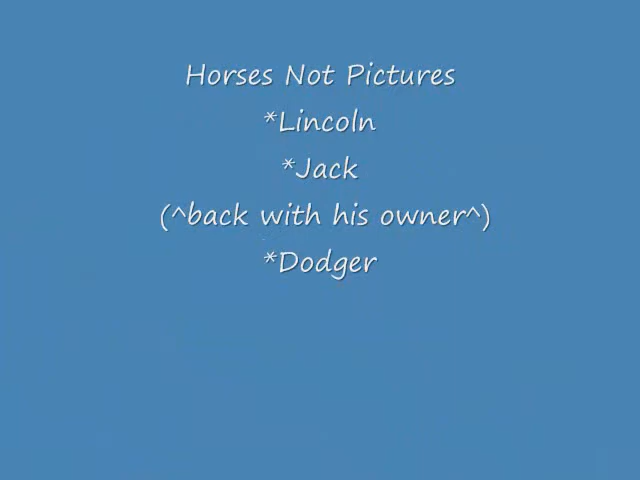 Horses Not Pictures
*Lincoln
*Jack
(^back with his owner^)
*Dodger